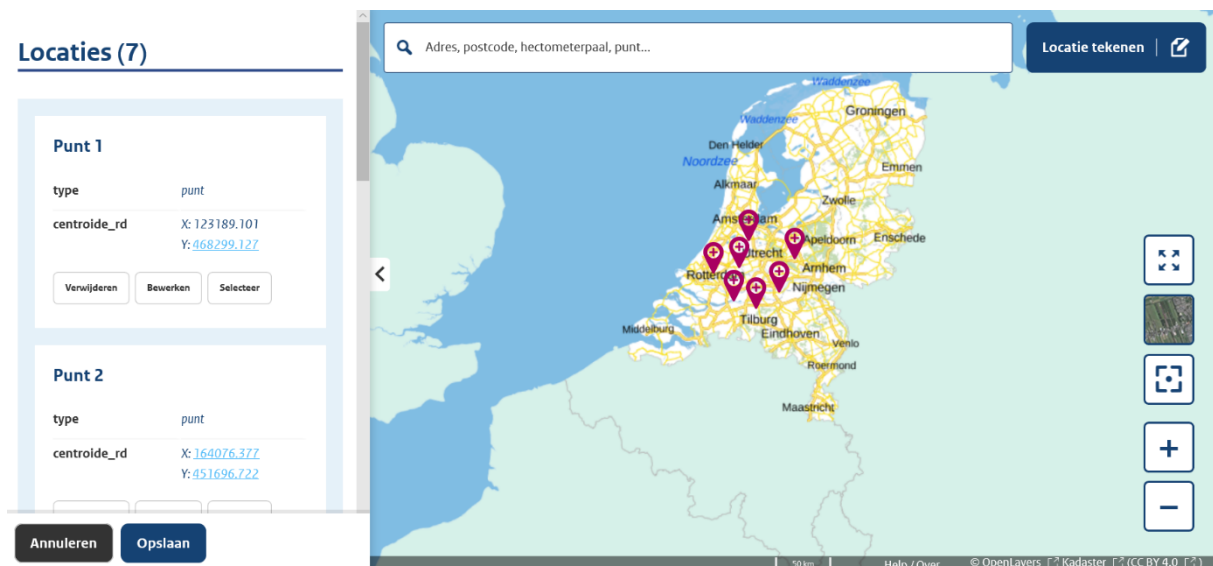 Locaties (7)
Punt 1
type punt
centroide_rd X: 123189.101
Y: 468299.127
Verwijderen Bewerken Selecteer
Punt 2
type punt
centroide_rd X: 164076.377
Y: 451696.722
Annuleren Opslaan
Adres, postcode, hectometerpaal, punt...
Locatie tekenen
Waddenzee
Groningen
Waddenzee
Den Helder
Noordzee
Emmen
Alkmaar
Zwolle
Amsterdam
Apeldoorn Enschede
Utrecht
Arnhem
Rotterdam
Nijmegen
Tilburg
Middelburg
Eindhoven
Venlo
Roermond
Maastricht
50 km Help / Over © OpenLayers Kadaster (CC BY 4.0 )